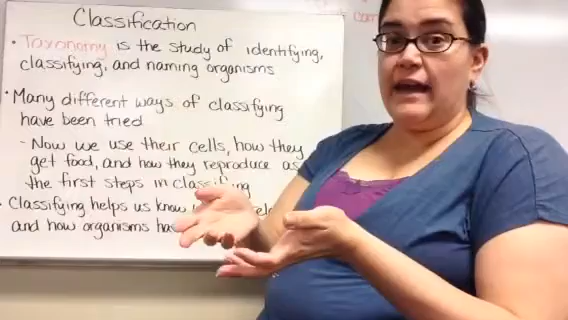 Classification
• Taxonomy is the study of identifying,
classifying, and naming organisms
• Many different ways of classifying
have been tried
- Now we use their cells, how they
get food, and how they reproduce as
the first steps in
• Classifying helps us know
and how organisms